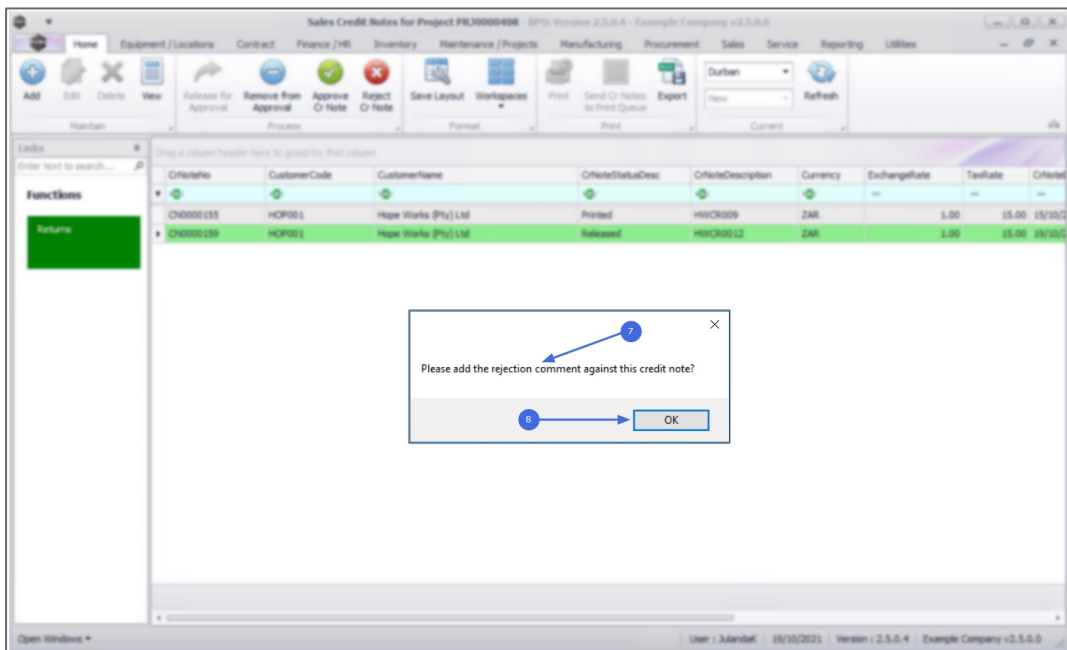 Sales Credit Notes for Project PRJ0000408 - BPO: Version 2.5.0.4 - Example Company v2.5.0.0
Home Equipment / Locations Contract Finance / HR Inventory Maintenance / Projects Manufacturing Procurement Sales Service Reporting Utilities
Add Edit Delete View Release for Approval Remove from Approval Approve Cr Note Reject Cr Note Save Layout Workspaces Print Send Cr Notes to Print Queue Export Durban New Refresh
Maintain Process Format Print Current
Links
Drag a column header here to group by that column
Enter text to search...
CrNoteNo CustomerCode CustomerName CrNoteStatusDesc CrNoteDescription Currency ExchangeRate TaxRate CrNote
Functions
CN0000155 HOP001 Hope Works (Pty) Ltd Printed HWCR009 ZAR 1.00 15.00 15/10/2
Returns
CN0000159 HOP001 Hope Works (Pty) Ltd Released HWCR0012 ZAR 1.00 15.00 19/10/2
7
Please add the rejection comment against this credit note?
8 OK
Open Windows User : JulandaK 19/10/2021 Version : 2.5.0.4 Example Company v2.5.0.0